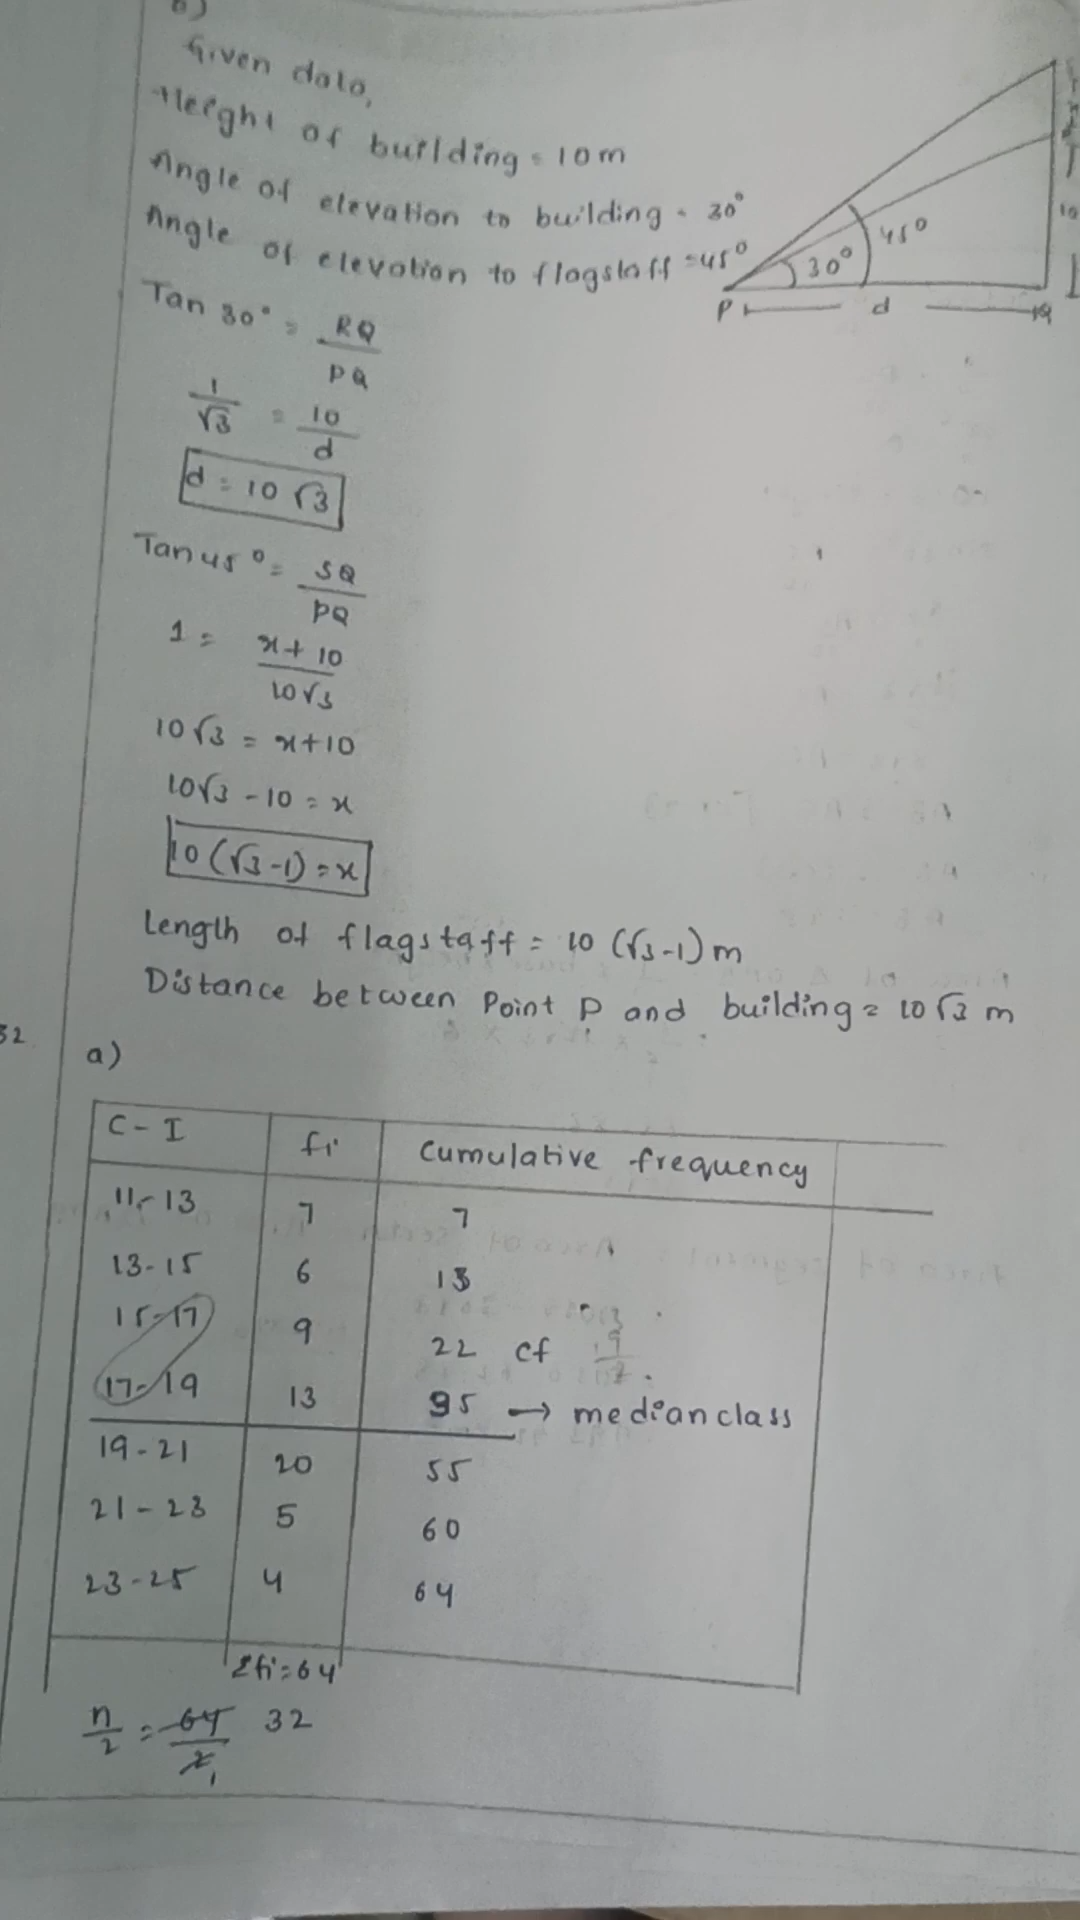 b)
Given data,
Height of building = 10m
Angle of elevation to building = 30°
Angle of elevation to flagstaff = 45°
30° 45°
10
P d Q
Tan 30° = RQ/PQ
1/√3 = 10/d
d = 10√3
Tan 45° = SQ/PQ
1 = x+10/10√3
10√3 = x+10
10√3 - 10 = x
10(√3-1) = x
Length of flagstaff = 10(√3-1)m
Distance between Point P and building = 10√3 m
32
a)
C-I fi Cumulative frequency
11-13 7 7
13-15 6 13
15-17 9 22 cf
17-19 13 35 → median class
19-21 20 55
21-23 5 60
23-25 4 64
Σfi=64
n/2 = 64/2 32
1